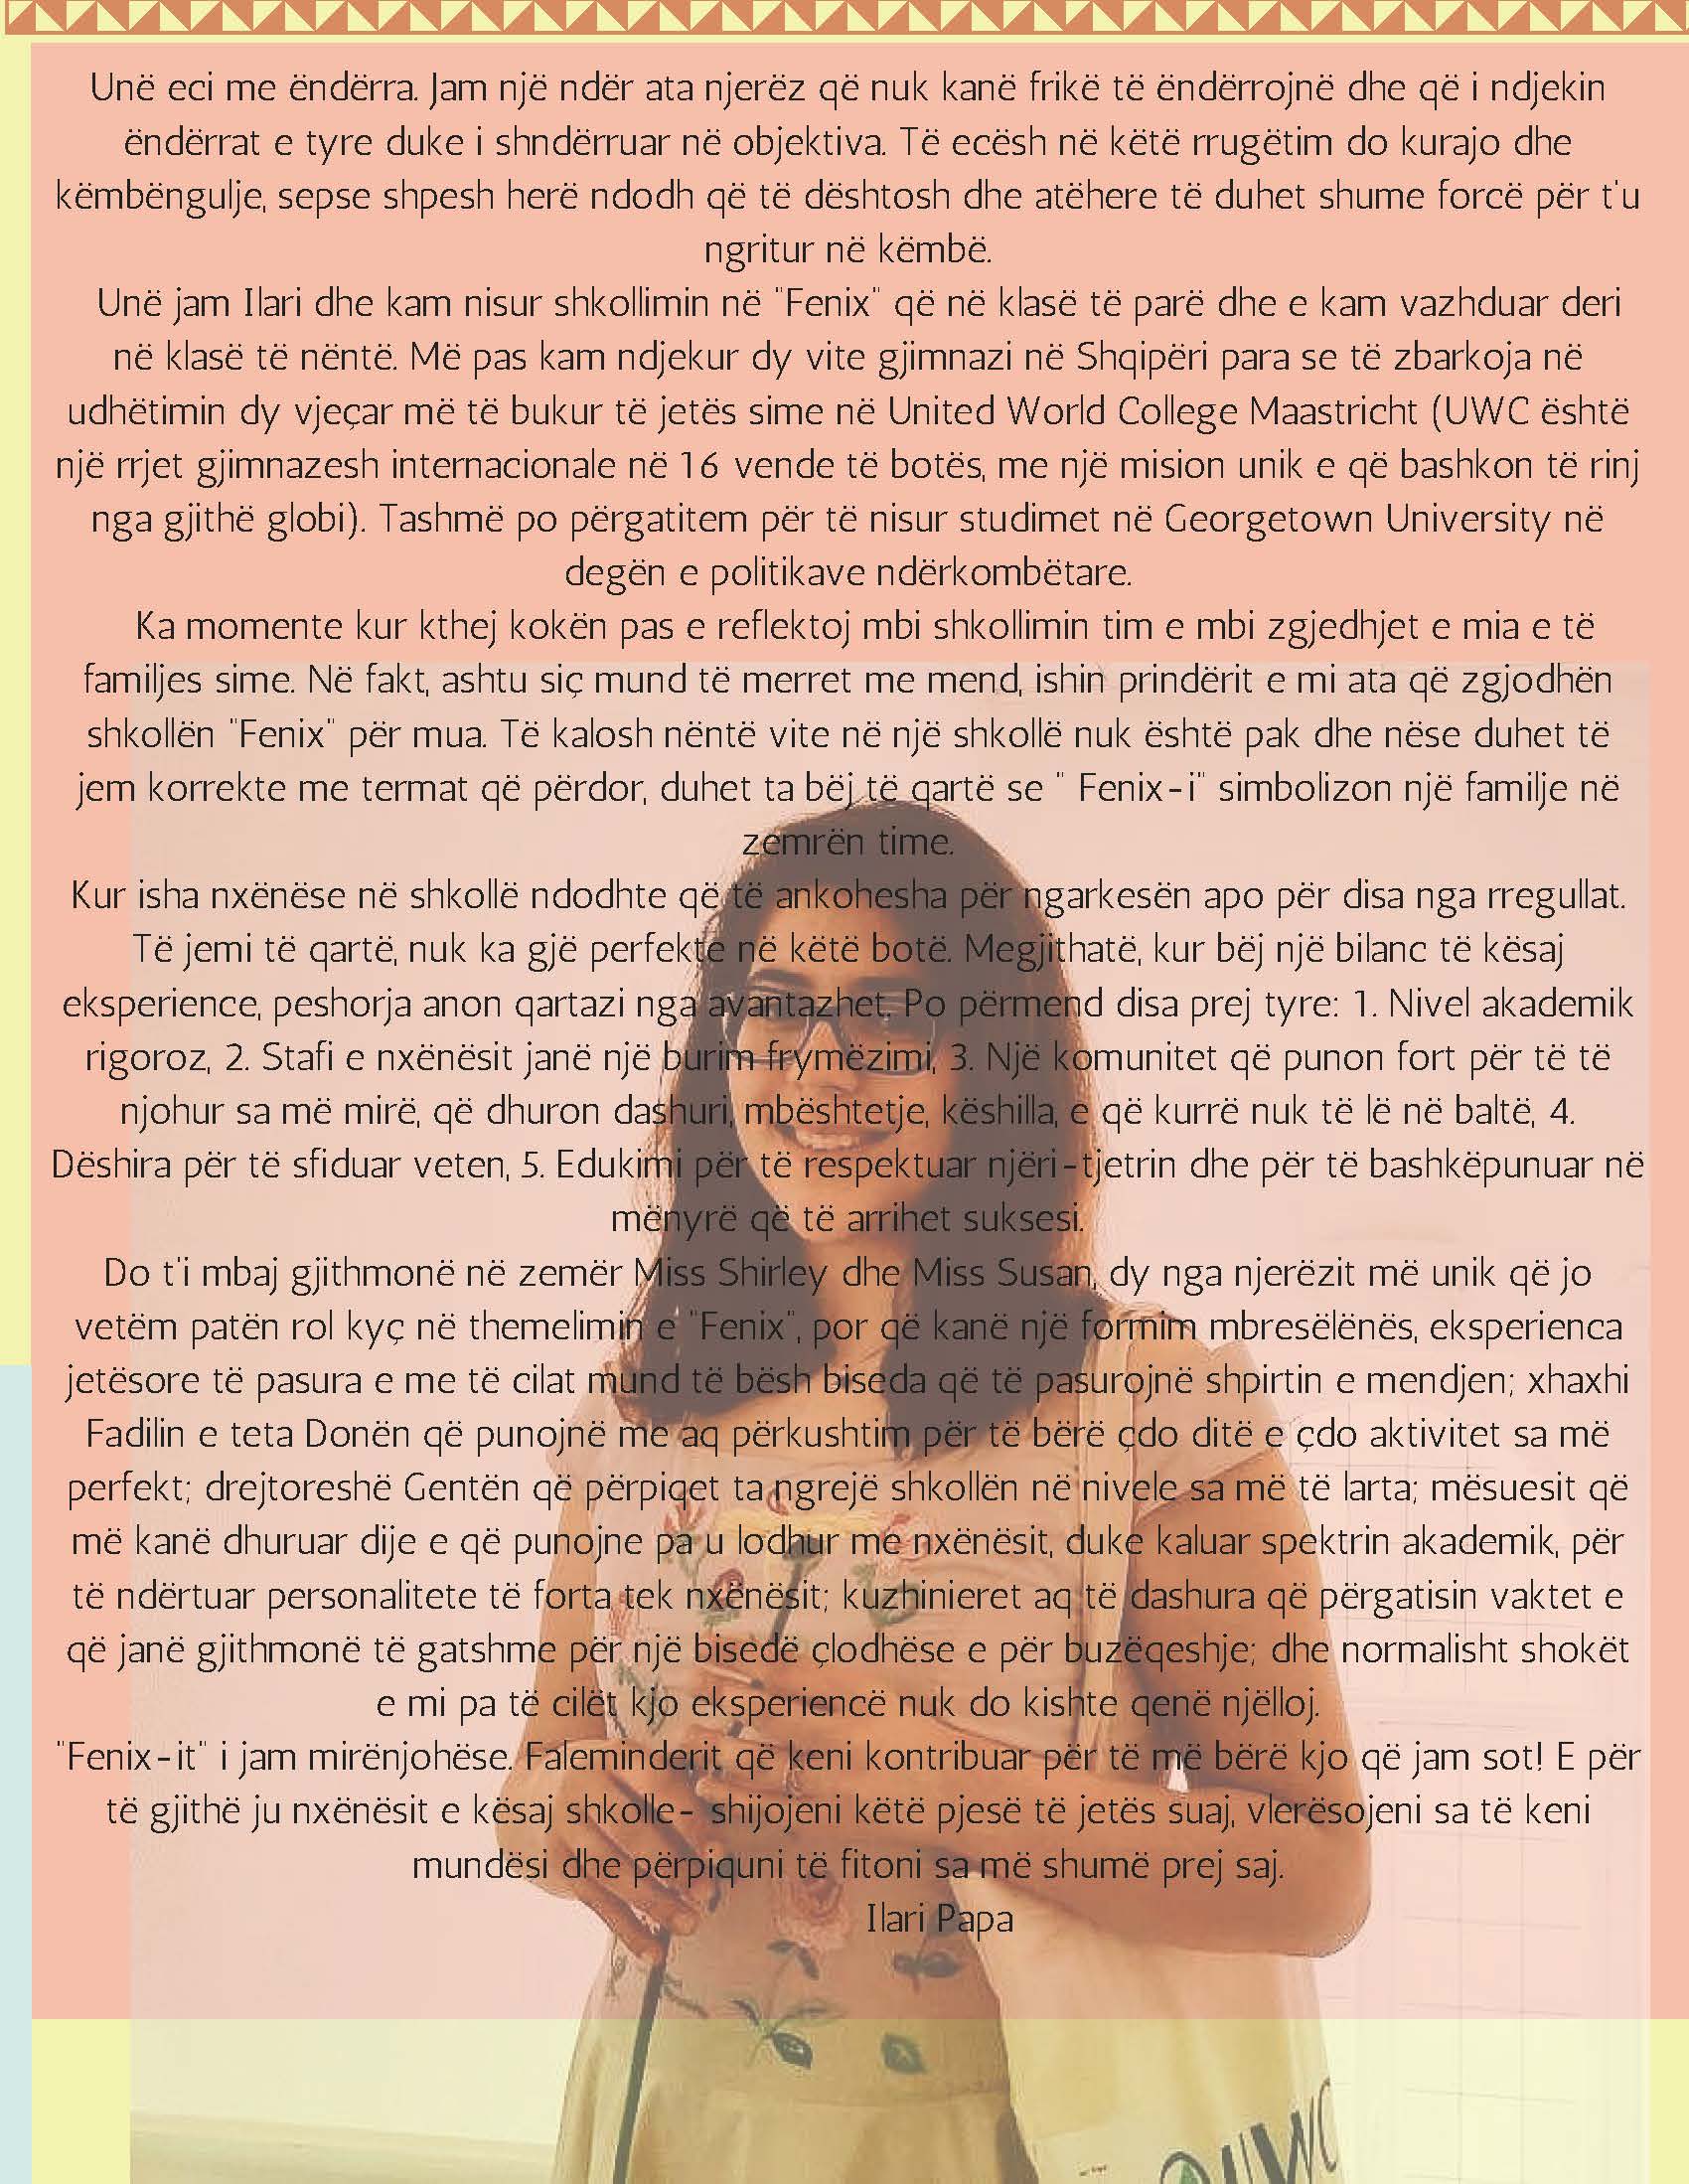 Unë eci me ëndërra. Jam një ndër ata njerëz që nuk kanë frikë të ëndërrojnë dhe që i ndjekin
ëndërrat e tyre duke i shndërruar në objektiva. Të ecësh në këtë rrugëtim do kurajo dhe
këmbëngulje, sepse shpesh herë ndodh që të dështosh dhe atëhere të duhet shume forcë për t'u
ngritur në këmbë.
Unë jam Ilari dhe kam nisur shkollimin në "Fenix" që në klasë të parë dhe e kam vazhduar deri
në klasë të nëntë. Më pas kam ndjekur dy vite gjimnazi në Shqipëri para se të zbarkoja në
udhëtimin dy vjeçar më të bukur të jetës sime në United World College Maastricht (UWC është
një rrjet gjimnazesh internacionale në 16 vende të botës, me një mision unik e që bashkon të rinj
nga gjithë globi). Tashmë po përgatitem për të nisur studimet në Georgetown University në
degën e politikave ndërkombëtare.
Ka momente kur kthej kokën pas e reflektoj mbi shkollimin tim e mbi zgjedhjet e mia e të
familjes sime. Në fakt, ashtu siç mund të merret me mend, ishin prindërit e mi ata që zgjodhën
shkollën "Fenix" për mua. Të kalosh nëntë vite në një shkollë nuk është pak dhe nëse duhet të
jem korrekte me termat që përdor, duhet ta bëj të qartë se " Fenix-i" simbolizon një familje në
zemrën time.
Kur isha nxënëse në shkollë ndodhte që të ankohesha për ngarkesën apo për disa nga rregullat.
Të jemi të qartë, nuk ka gjë perfekte në këtë botë. Megjithatë, kur bëj një bilanc të kësaj
eksperience, peshorja anon qartazi nga avantazhet. Po përmend disa prej tyre: 1. Nivel akademik
rigoroz, 2. Stafi e nxënësit janë një burim frymëzimi, 3. Një komunitet që punon fort për të të
njohur sa më mirë, që dhuron dashuri, mbështetje, këshilla, e që kurrë nuk të lë në baltë, 4.
Dëshira për të sfiduar veten, 5. Edukimi për të respektuar njëri-tjetrin dhe për të bashkëpunuar në
mënyrë që të arrihet suksesi.
Do t'i mbaj gjithmonë në zemër Miss Shirley dhe Miss Susan, dy nga njerëzit më unik që jo
vetëm patën rol kyç në themelimin e "Fenix", por që kanë një formim mbresëlënës, eksperienca
jetësore të pasura e me të cilat mund të bësh biseda që të pasurojnë shpirtin e mendjen; xhaxhi
Fadilin e teta Donën që punojnë me aq përkushtim për të bërë çdo ditë e çdo aktivitet sa më
perfekt; drejtoreshë Gentën që përpiqet ta ngrejë shkollën në nivele sa më të larta; mësuesit që
më kanë dhuruar dije e që punojne pa u lodhur me nxënësit, duke kaluar spektrin akademik, për
të ndërtuar personalitete të forta tek nxënësit; kuzhinieret aq të dashura që përgatisin vaktet e
që janë gjithmonë të gatshme për një bisedë çlodhëse e për buzëqeshje; dhe normalisht shokët
e mi pa të cilët kjo eksperiencë nuk do kishte qenë njëlloj.
"Fenix-it" i jam mirënjohëse. Faleminderit që keni kontribuar për të më bërë kjo që jam sot! E për
të gjithë ju nxënësit e kësaj shkolle- shijojeni këtë pjesë të jetës suaj, vlerësojeni sa të keni
mundësi dhe përpiquni të fitoni sa më shumë prej saj.
Ilari Papa
UWC